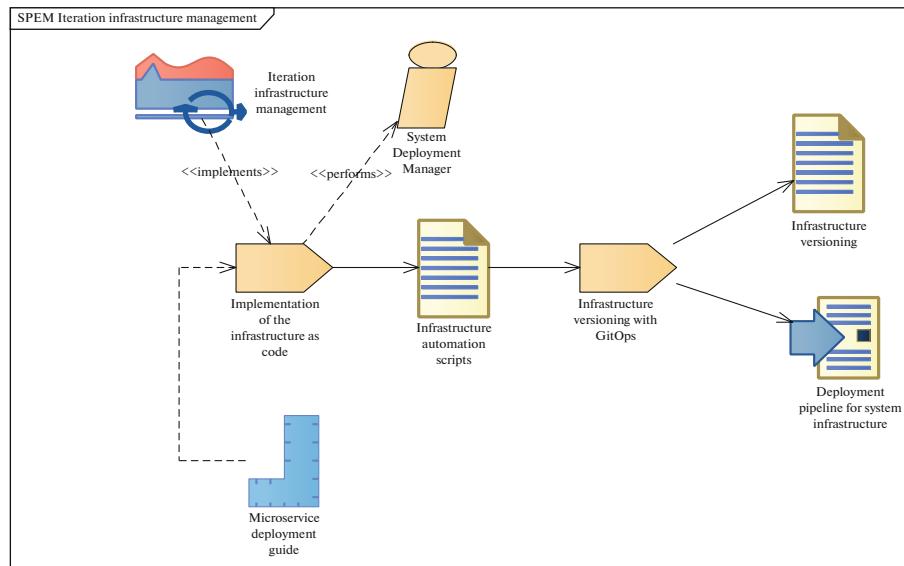 SPEM Iteration infrastructure management
Iteration
infrastructure
management
System
Deployment
Manager
<<implements>>
<<performs>>
Infrastructure
versioning
Implementation
of the
infrastructure as
code
Infrastructure
automation
scripts
Infrastructure
versioning with
GitOps
Deployment
pipeline for system
infrastructure
Microservice
deployment
guide